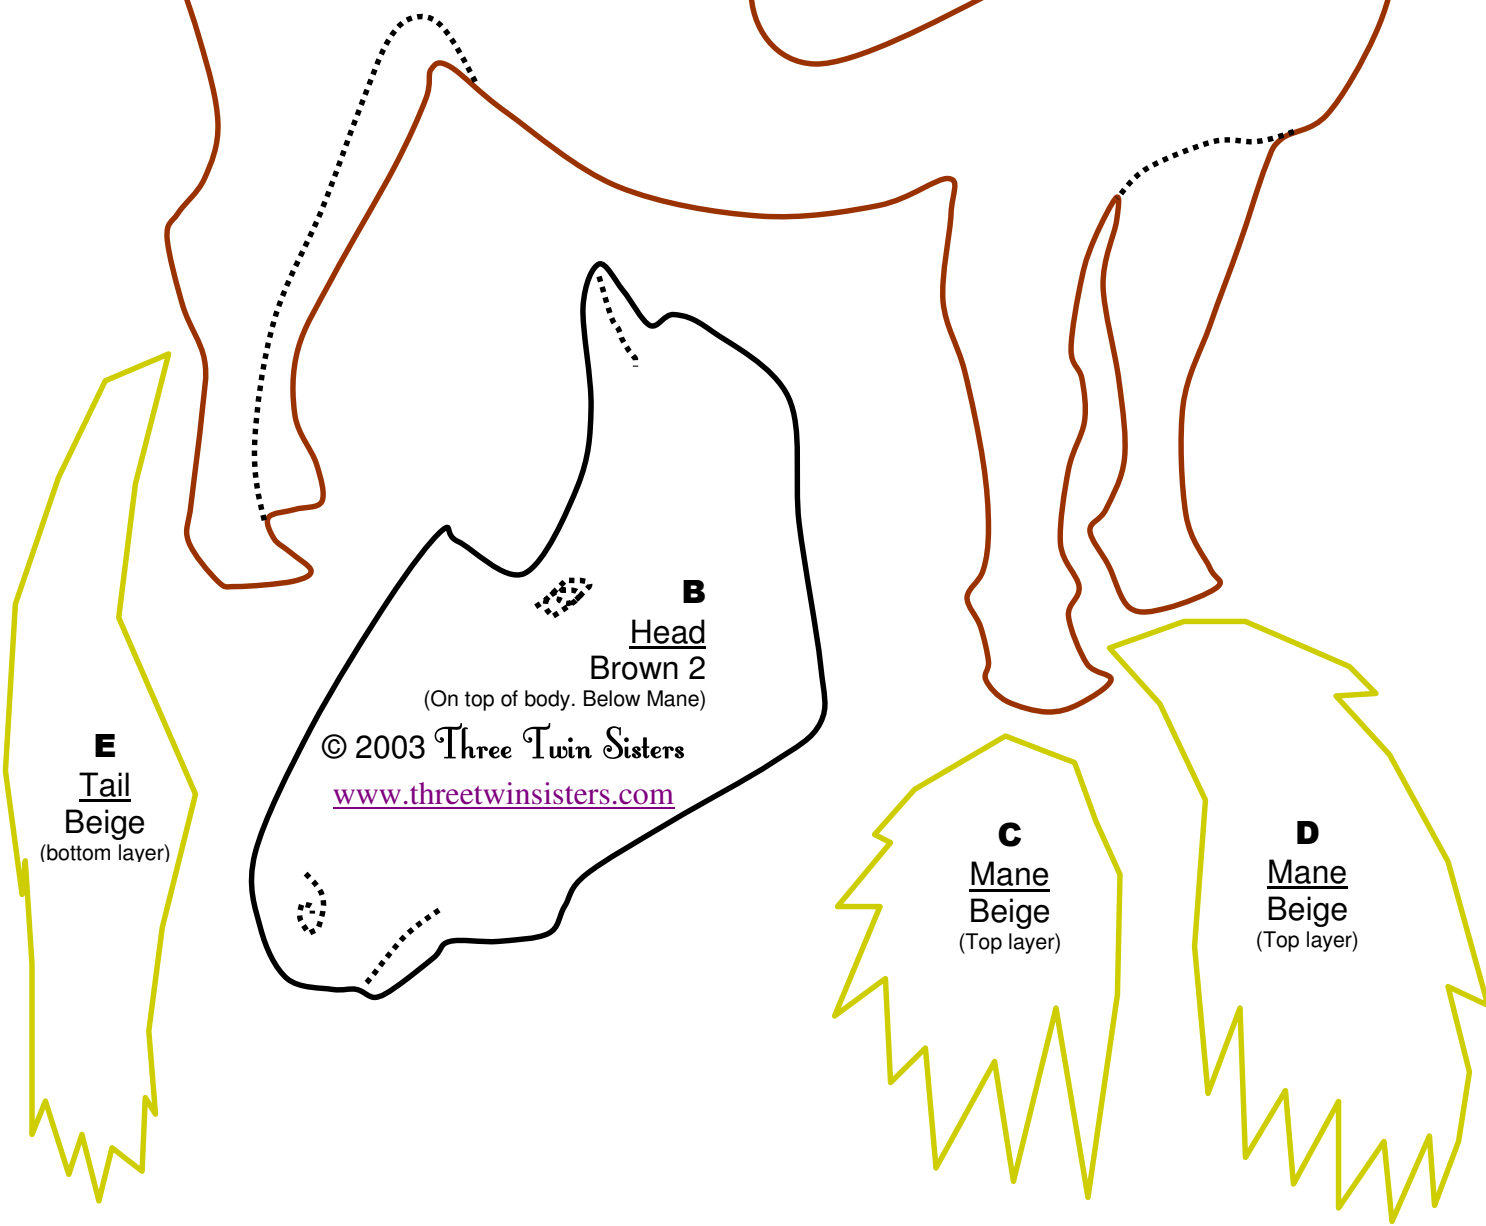 B
Head
Brown 2
(On top of body. Below Mane)
© 2003 Three Twin Sisters
www.threetwinsisters.com
E
Tail
Beige
(bottom layer)
C
Mane
Beige
(Top layer)
D
Mane
Beige
(Top layer)